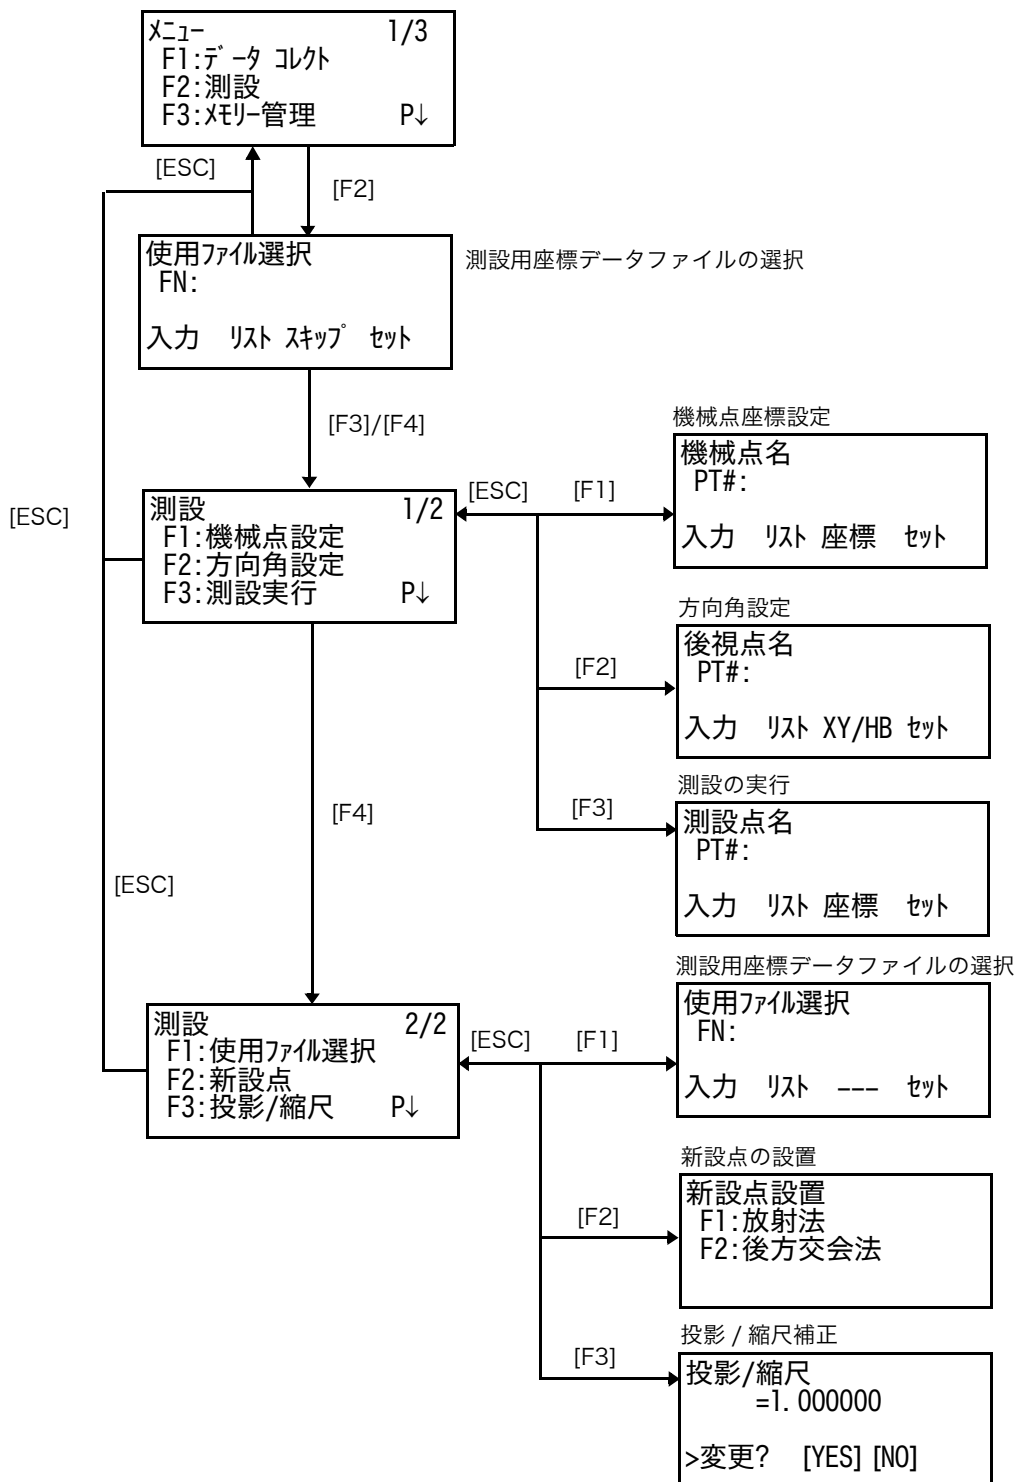 ﾒﾆｭｰ 1/3
F1:ﾃﾞｰﾀ ｺﾚｸﾄ
F2:測設
F3:ﾒﾓﾘｰ管理 P↓
[ESC]
[F2]
使用ﾌｧｲﾙ選択
FN:
入力 ﾘｽﾄ ｽｷｯﾌﾟ ｾｯﾄ
測設用座標データファイルの選択
[F3]/[F4]
[ESC]
測設 1/2
F1:機械点設定
F2:方向角設定
F3:測設実行 P↓
[ESC] [F1]
機械点座標設定
機械点名
PT#:
入力 ﾘｽﾄ 座標 ｾｯﾄ
[F2]
方向角設定
後視点名
PT#:
入力 ﾘｽﾄ XY/HB ｾｯﾄ
[F3]
測設の実行
測設点名
PT#:
入力 ﾘｽﾄ 座標 ｾｯﾄ
[F4]
[ESC]
測設 2/2
F1:使用ﾌｧｲﾙ選択
F2:新設点
F3:投影/縮尺 P↓
[ESC] [F1]
測設用座標データファイルの選択
使用ﾌｧｲﾙ選択
FN:
入力 ﾘｽﾄ --- ｾｯﾄ
[F2]
新設点の設置
新設点設置
F1:放射法
F2:後方交会法
[F3]
投影 / 縮尺補正
投影/縮尺
=1.000000
>変更? [YES] [NO]